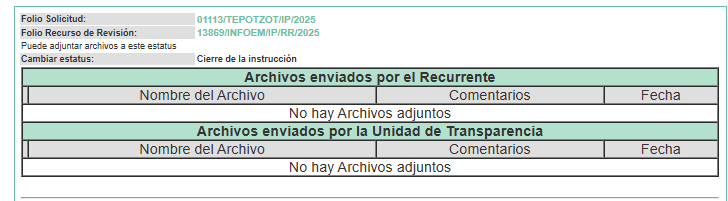 Folio Solicitud: 01113/TEPOTZOT/IP/2025
Folio Recurso de Revisión: 13869/INFOEM/IP/RR/2025
Puede adjuntar archivos a este estatus
Cambiar estatus: Cierre de la instrucción
Archivos enviados por el Recurrente
Nombre del Archivo Comentarios Fecha
No hay Archivos adjuntos
Archivos enviados por la Unidad de Transparencia
Nombre del Archivo Comentarios Fecha
No hay Archivos adjuntos